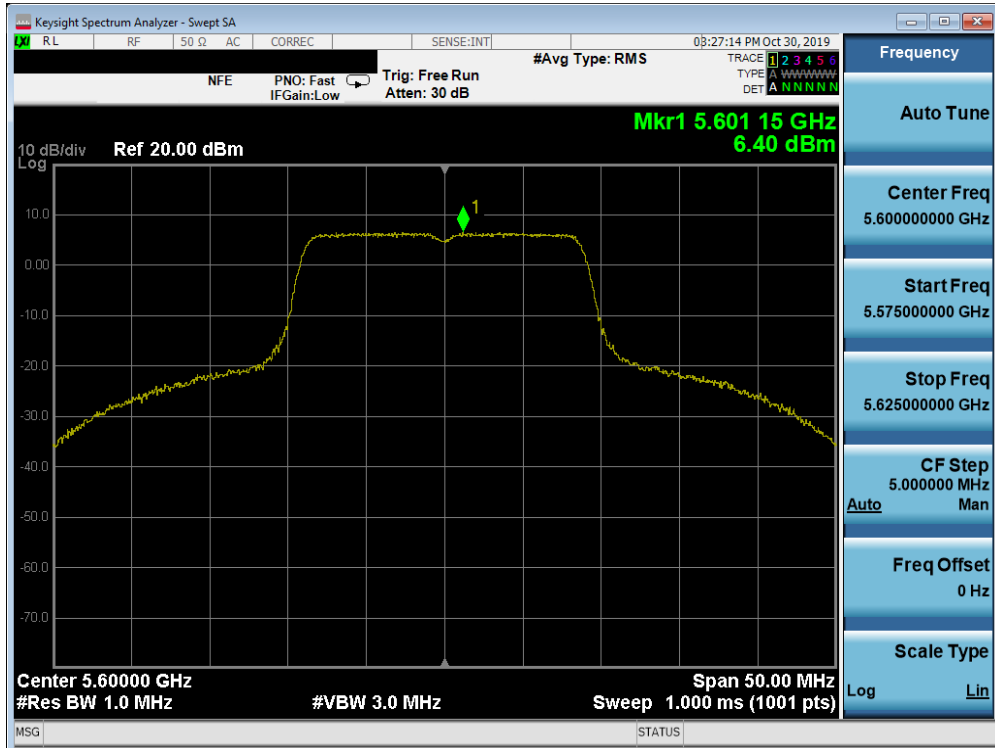 Keysight Spectrum Analyzer - Swept SA
LXI RL RF 50 Ω AC CORREC SENSE:INT 03:27:14 PM Oct 30, 2019
NFE PNO: Fast Trig: Free Run #Avg Type: RMS TRACE 1 2 3 4 5 6
IFGain:Low Atten: 30 dB TYPE A WWWWW
DET A N N N N N
Mkr1 5.601 15 GHz
6.40 dBm
10 dB/div Ref 20.00 dBm
Log
10.0
0.00
-10.0
-20.0
-30.0
-40.0
-50.0
-60.0
-70.0
1
Center 5.60000 GHz Span 50.00 MHz
#Res BW 1.0 MHz #VBW 3.0 MHz Sweep 1.000 ms (1001 pts)
MSG STATUS
Frequency
Auto Tune
Center Freq
5.600000000 GHz
Start Freq
5.575000000 GHz
Stop Freq
5.625000000 GHz
CF Step
5.000000 MHz
Auto Man
Freq Offset
0 Hz
Scale Type
Log Lin